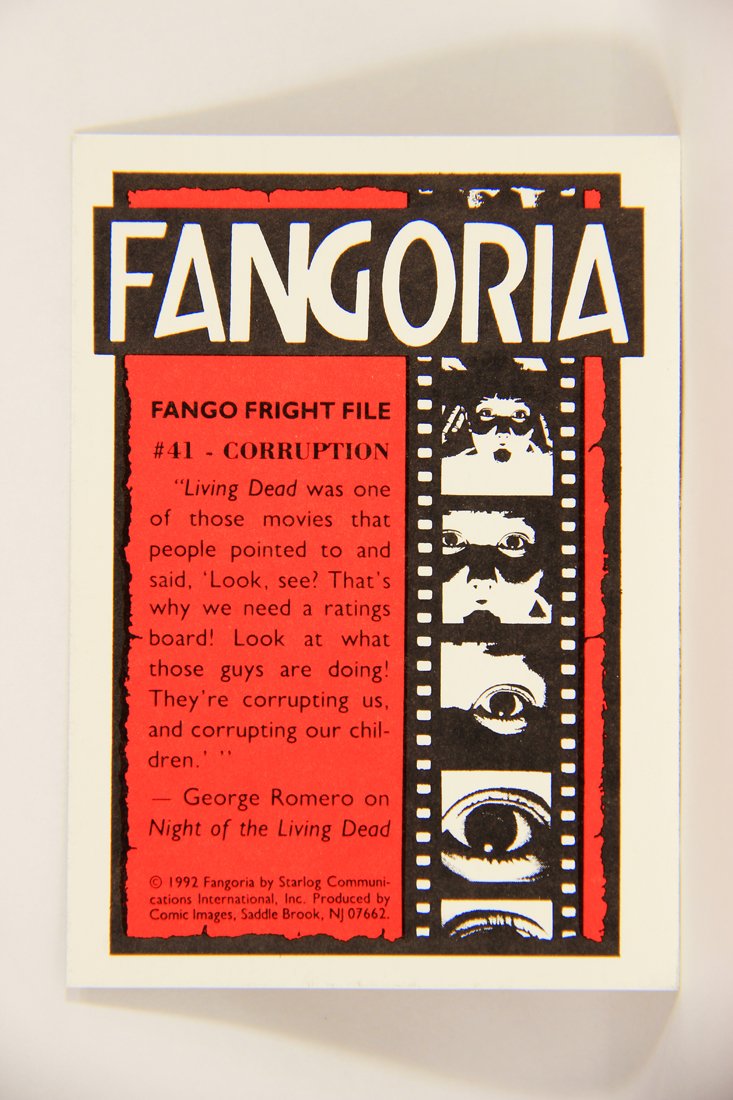 FANGORIA
FANGO FRIGHT FILE
#41 - CORRUPTION
“Living Dead was one
of those movies that
people pointed to and
said, ‘Look, see? That’s
why we need a ratings
board! Look at what
those guys are doing!
They’re corrupting us,
and corrupting our chil-
dren.’ ”
— George Romero on
Night of the Living Dead
© 1992 Fangoria by Starlog Communi-
cations International, Inc. Produced by
Comic Images, Saddle Brook, NJ 07662.